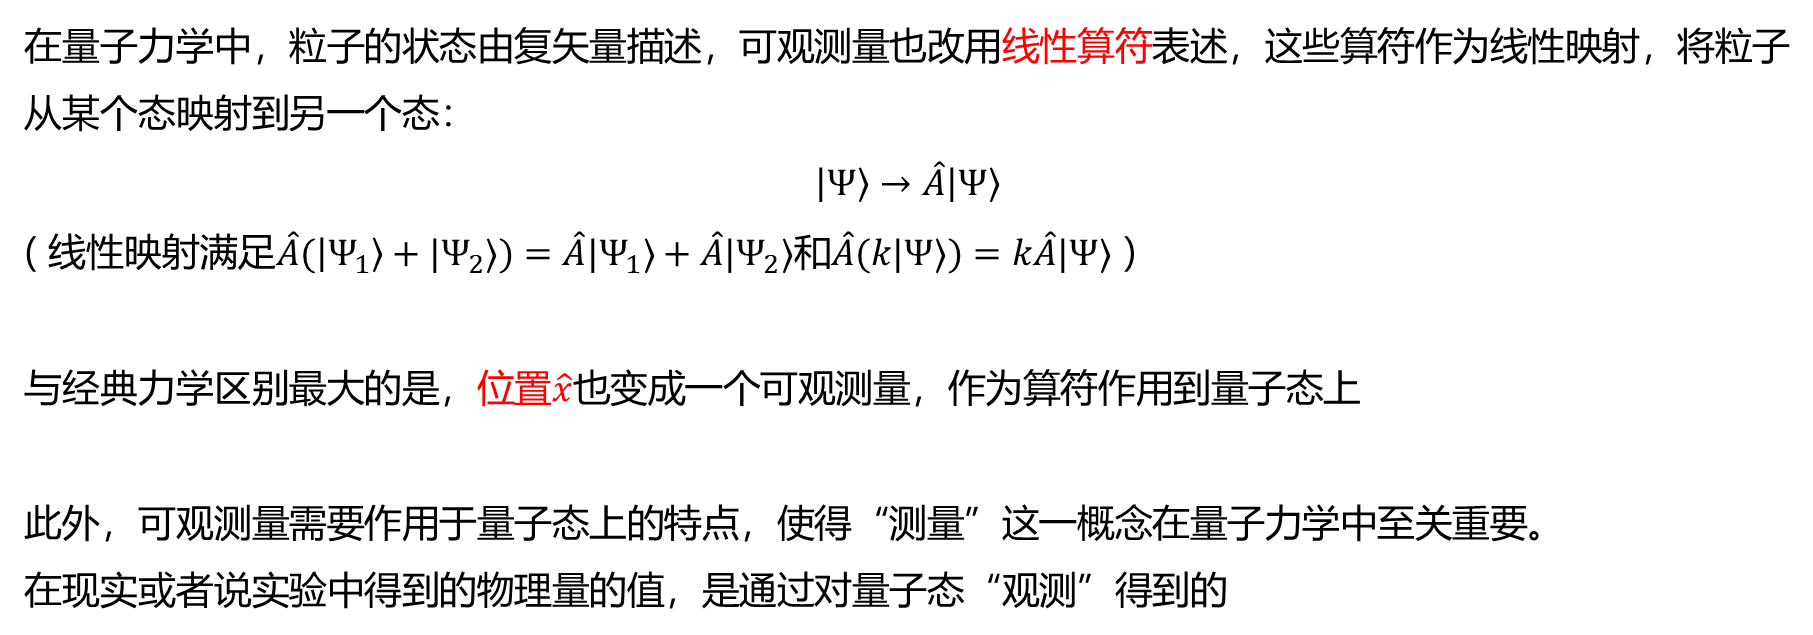 在量子力学中，粒子的状态由复矢量描述，可观测量也改用线性算符表述，这些算符作为线性映射，将粒子
从某个态映射到另一个态：
|Ψ⟩ → Â|Ψ⟩
( 线性映射满足Â(|Ψ₁⟩ + |Ψ₂⟩) = Â|Ψ₁⟩ + Â|Ψ₂⟩和Â(k|Ψ⟩) = kÂ|Ψ⟩ )
与经典力学区别最大的是，位置x̂也变成一个可观测量，作为算符作用到量子态上
此外，可观测量需要作用于量子态上的特点，使得“测量”这一概念在量子力学中至关重要。
在现实或者说实验中得到的物理量的值，是通过对量子态“观测”得到的